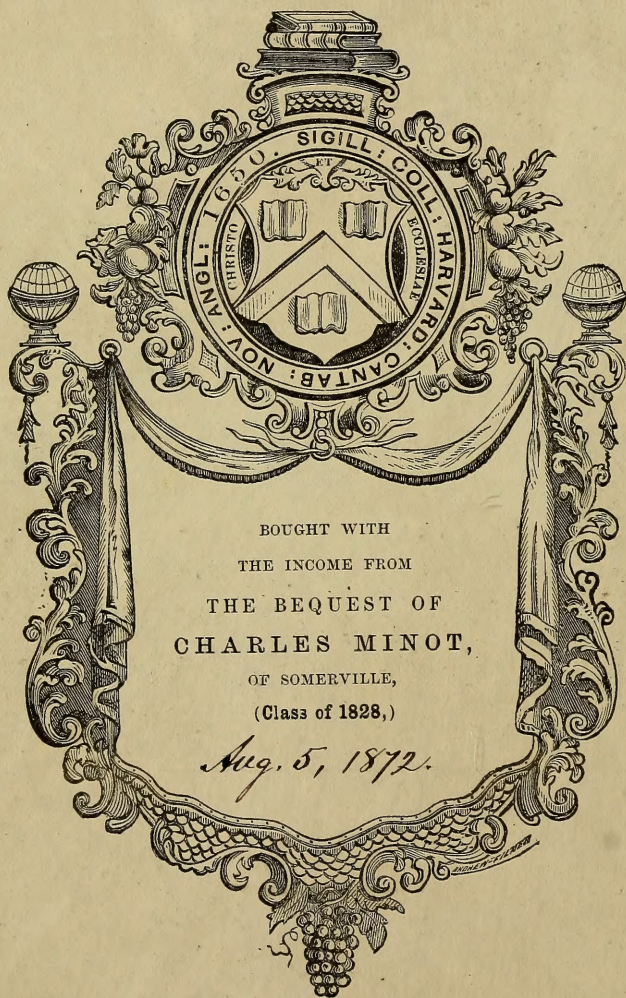 SIGILL: COLL: HARVARD: CANTAB: NOV: ANGL: 1650.
ET
CHRISTO
ECCLESIAE
BOUGHT WITH
THE INCOME FROM
THE BEQUEST OF
CHARLES MINOT,
OF SOMERVILLE,
(Class of 1828,)
Aug. 5, 1872.